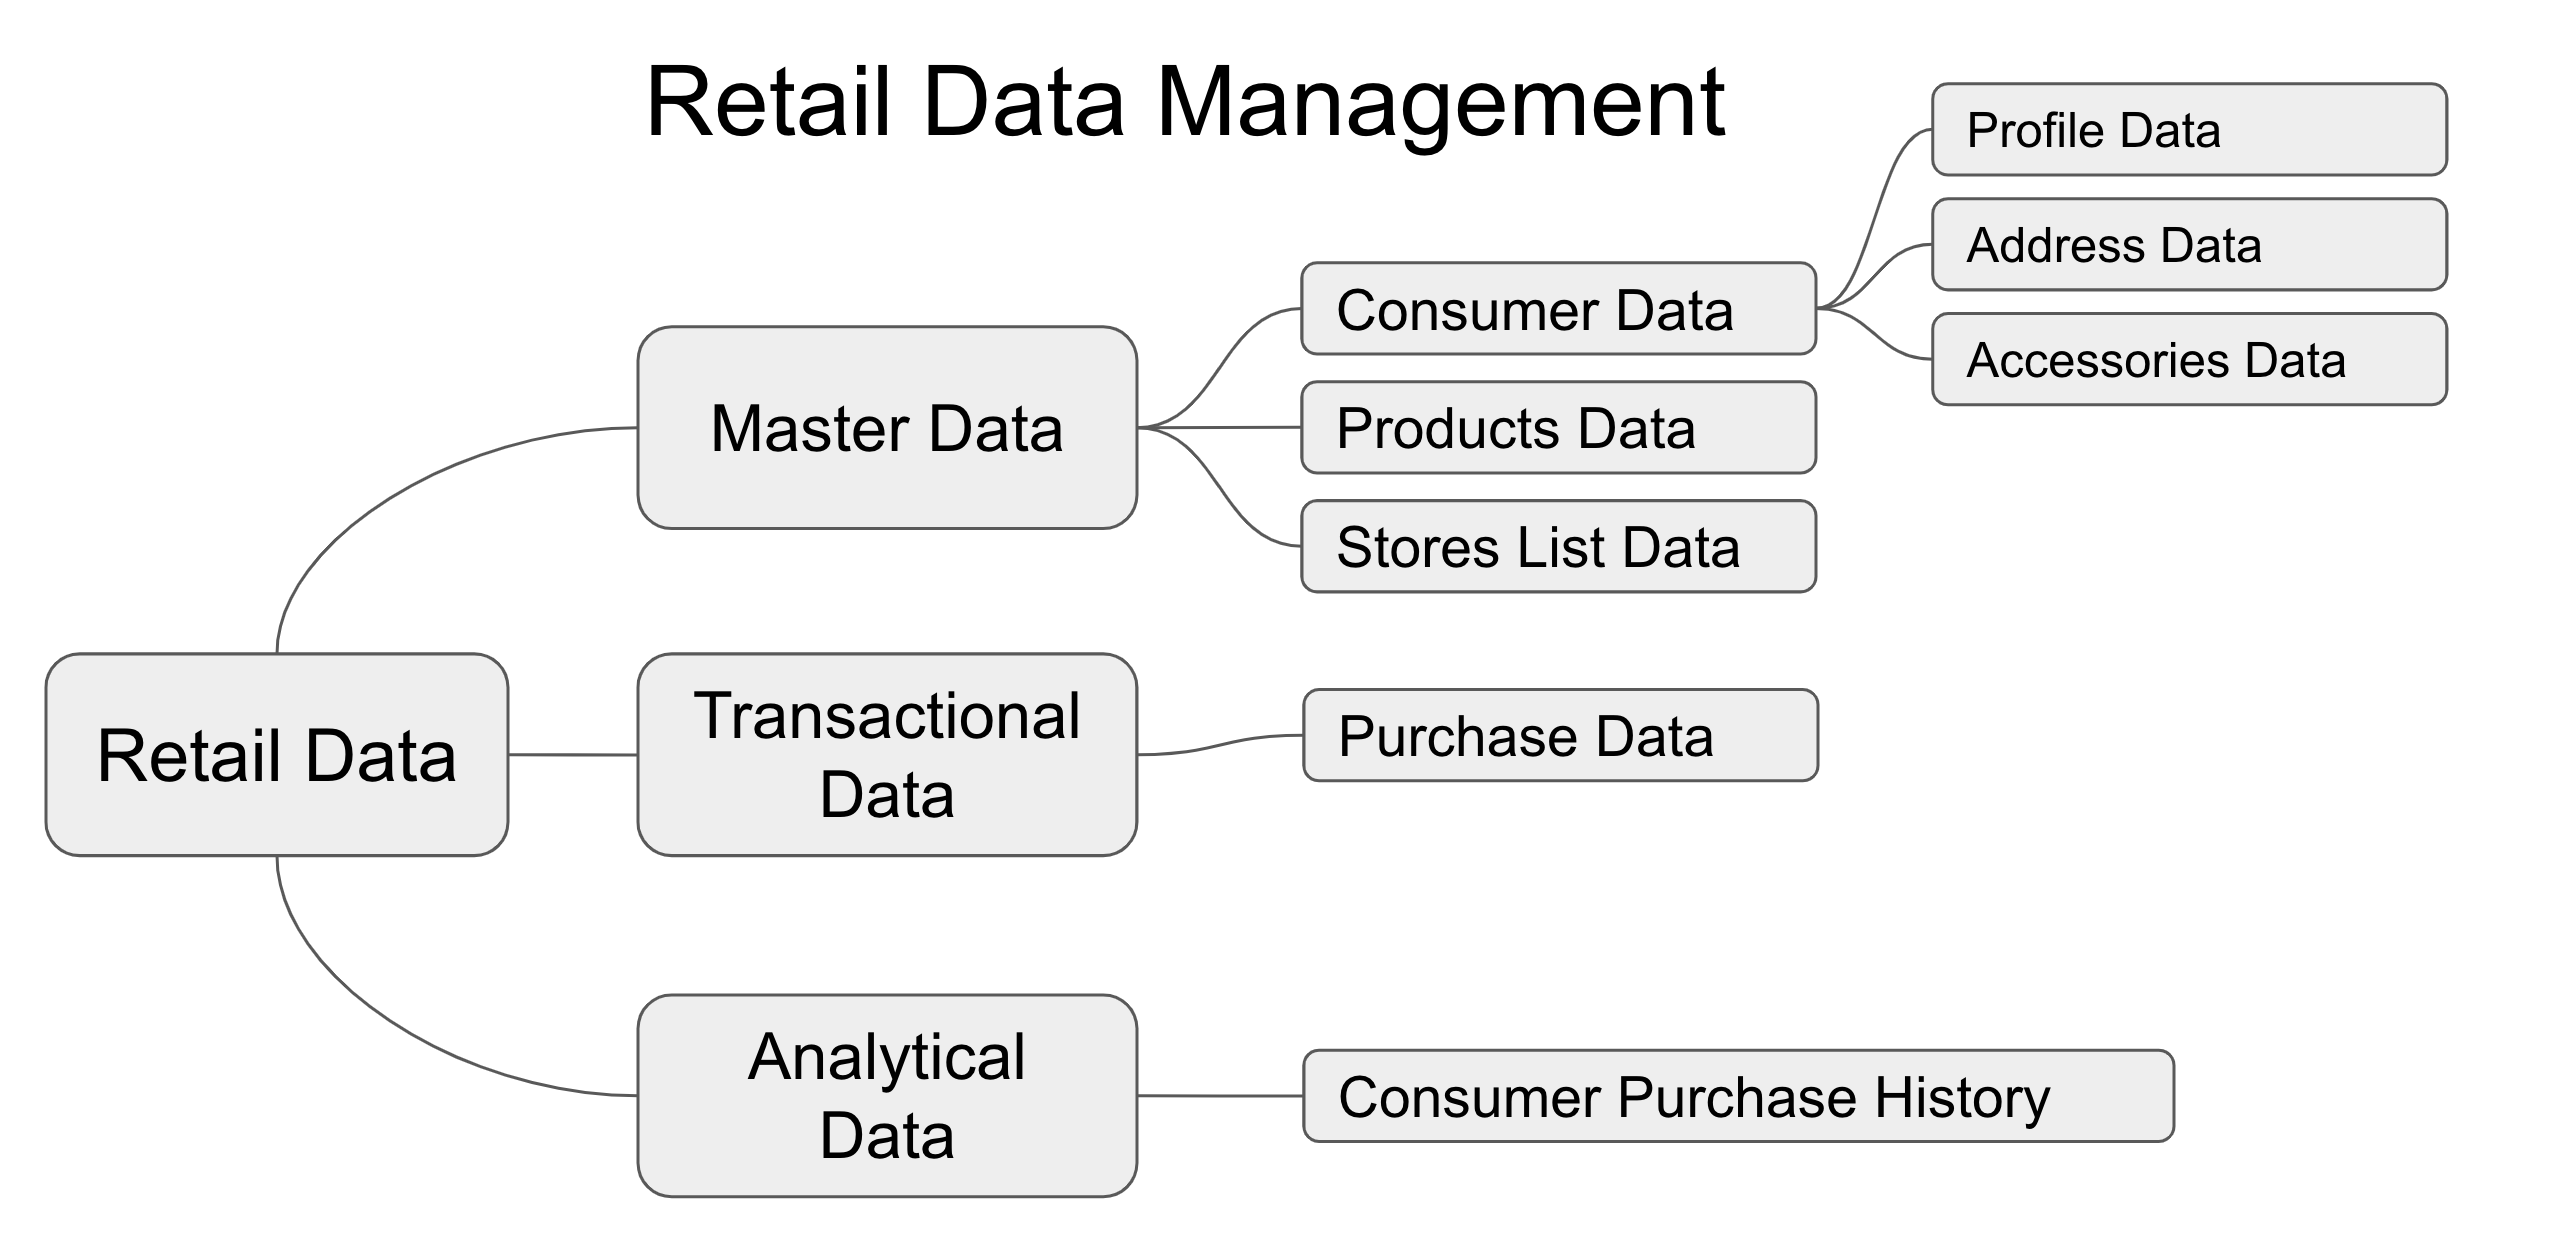 Retail Data Management
Profile Data
Address Data
Accessories Data
Consumer Data
Products Data
Stores List Data
Master Data
Retail Data
Transactional
Data
Purchase Data
Analytical
Data
Consumer Purchase History